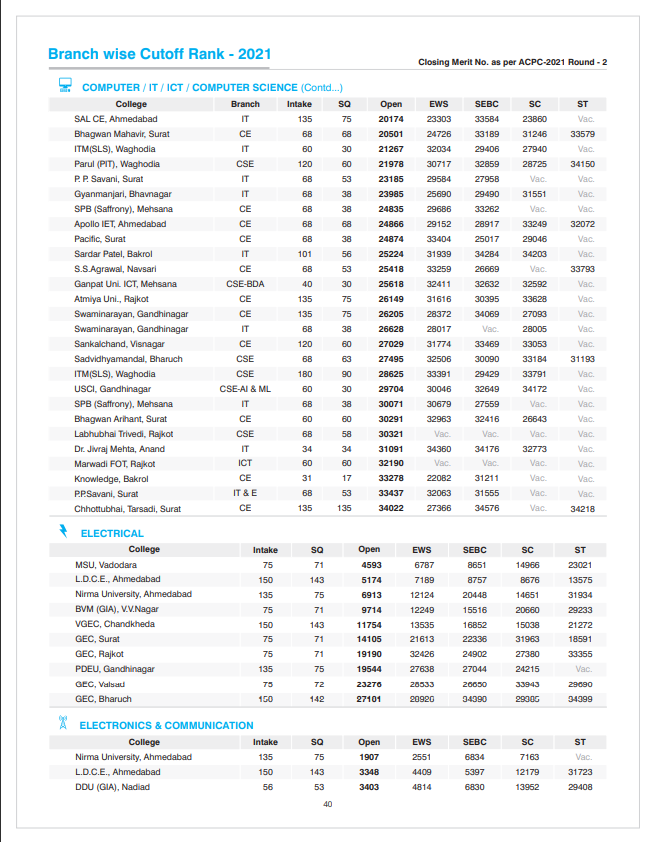 Branch wise Cutoff Rank - 2021
Closing Merit No. as per ACPC-2021 Round - 2
COMPUTER / IT / ICT / COMPUTER SCIENCE (Contd...)
College Branch Intake SQ Open EWS SEBC SC ST
SAL CE, Ahmedabad IT 135 75 20174 23303 33584 23860 Vac.
Bhagwan Mahavir, Surat CE 68 68 20501 24726 33189 31246 33579
ITM(SLS), Waghodia IT 60 30 21267 32034 29406 27940 Vac.
Parul (PIT), Waghodia CSE 120 60 21978 30717 32859 28725 34150
P. P. Savani, Surat IT 68 53 23185 29584 27958 Vac. Vac.
Gyanmanjari, Bhavnagar IT 68 38 23985 25690 29490 31551 Vac.
SPB (Saffrony), Mehsana CE 68 38 24835 29686 33262 Vac. Vac.
Apollo IET, Ahmedabad CE 68 68 24866 29152 28917 33249 32072
Pacific, Surat CE 68 38 24874 33404 25017 29046 Vac.
Sardar Patel, Bakrol IT 101 56 25224 31939 34284 34203 Vac.
S.S.Agrawal, Navsari CE 68 53 25418 33259 26669 Vac. 33793
Ganpat Uni. ICT, Mehsana CSE-BDA 40 30 25618 32411 32632 32592 Vac.
Atmiya Uni., Rajkot CE 135 75 26149 31616 30395 33628 Vac.
Swaminarayan, Gandhinagar CE 135 75 26205 28372 34069 27093 Vac.
Swaminarayan, Gandhinagar IT 68 38 26628 28017 Vac. 28005 Vac.
Sankalchand, Visnagar CE 120 60 27029 31774 33469 33053 Vac.
Sadvidhyamandal, Bharuch CSE 68 63 27495 32506 30090 33184 31193
ITM(SLS), Waghodia CSE 180 90 28625 33391 29429 33791 Vac.
USCI, Gandhinagar CSE-AI & ML 60 30 29704 30046 32649 34172 Vac.
SPB (Saffrony), Mehsana IT 68 38 30071 30679 27559 Vac. Vac.
Bhagwan Arihant, Surat CE 60 60 30291 32963 32416 26643 Vac.
Labhubhai Trivedi, Rajkot CSE 68 58 30321 Vac. Vac. Vac. Vac.
Dr. Jivraj Mehta, Anand IT 34 34 31091 34360 34176 32773 Vac.
Marwadi FOT, Rajkot ICT 60 60 32190 Vac. Vac. Vac. Vac.
Knowledge, Bakrol CE 31 17 33278 22082 31211 Vac. Vac.
P.P.Savani, Surat IT & E 68 53 33437 32063 31555 Vac. Vac.
Chhottubhai, Tarsadi, Surat CE 135 135 34022 27366 34576 Vac. 34218
ELECTRICAL
College Intake SQ Open EWS SEBC SC ST
MSU, Vadodara 75 71 4593 6787 8651 14966 23021
L.D.C.E., Ahmedabad 150 143 5174 7189 8757 8676 13575
Nirma University, Ahmedabad 135 75 6913 12124 20448 14651 31934
BVM (GIA), V.V.Nagar 75 71 9714 12249 15516 20660 29233
VGEC, Chandkheda 150 143 11754 13535 16852 15038 21272
GEC, Surat 75 71 14105 21613 22336 31963 18591
GEC, Rajkot 75 71 19190 32426 24902 27380 33355
PDEU, Gandhinagar 135 75 19544 27638 27044 24215 Vac.
GEC, Valsad 75 72 23276 28533 26650 33943 29690
GEC, Bharuch 150 142 27101 28926 34390 29385 34399
ELECTRONICS & COMMUNICATION
College Intake SQ Open EWS SEBC SC ST
Nirma University, Ahmedabad 135 75 1907 2551 6834 7163 Vac.
L.D.C.E., Ahmedabad 150 143 3348 4409 5397 12179 31723
DDU (GIA), Nadiad 56 53 3403 4814 6830 13952 29408
40